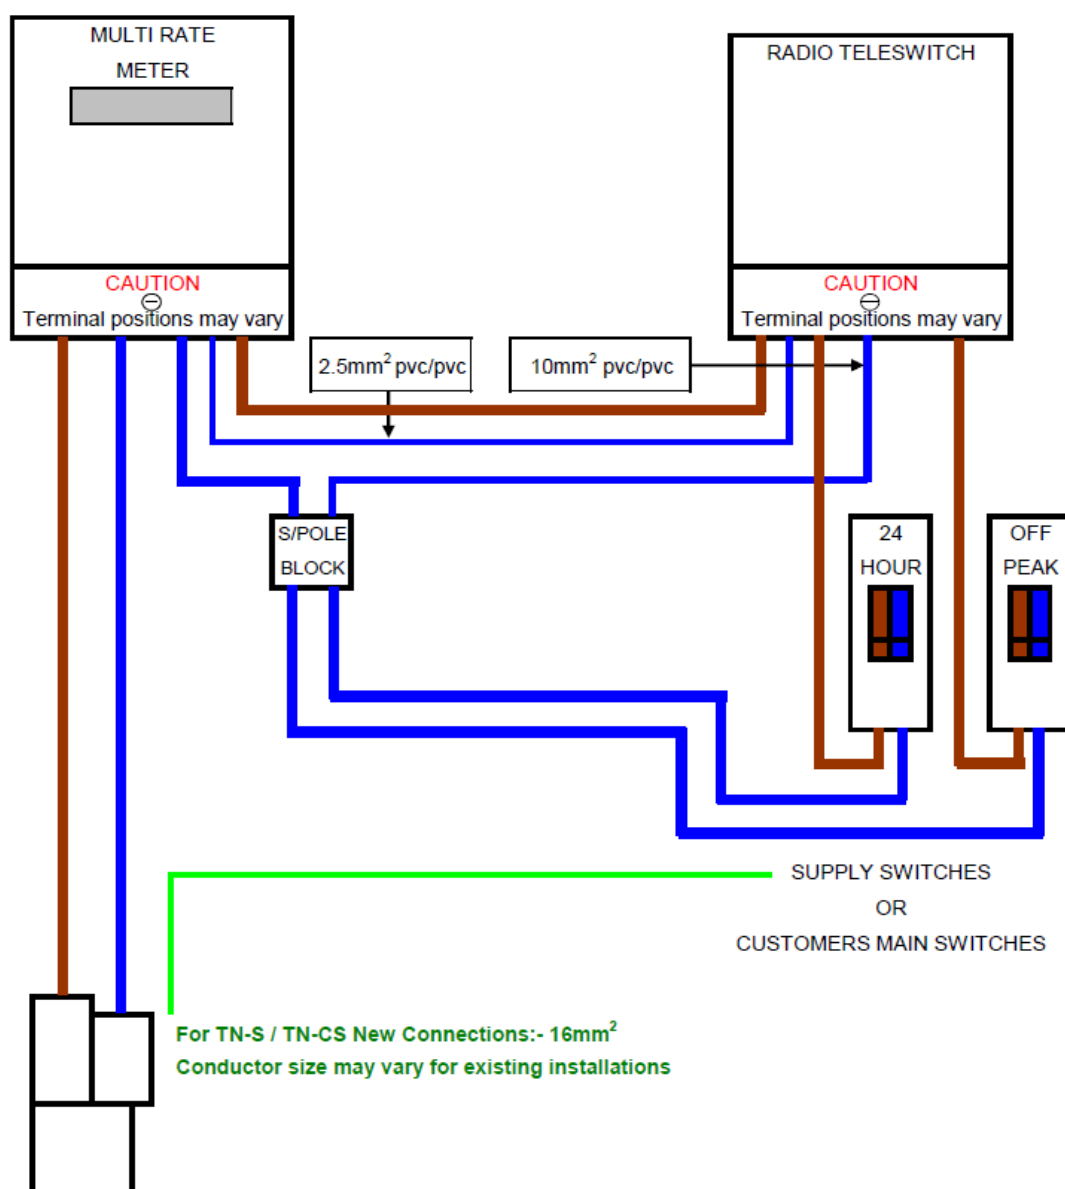 MULTI RATE
METER
CAUTION
Terminal positions may vary
RADIO TELESWITCH
CAUTION
Terminal positions may vary
2.5mm² pvc/pvc
10mm² pvc/pvc
S/POLE
BLOCK
24
HOUR
OFF
PEAK
SUPPLY SWITCHES
OR
CUSTOMERS MAIN SWITCHES
For TN-S / TN-CS New Connections:- 16mm²
Conductor size may vary for existing installations